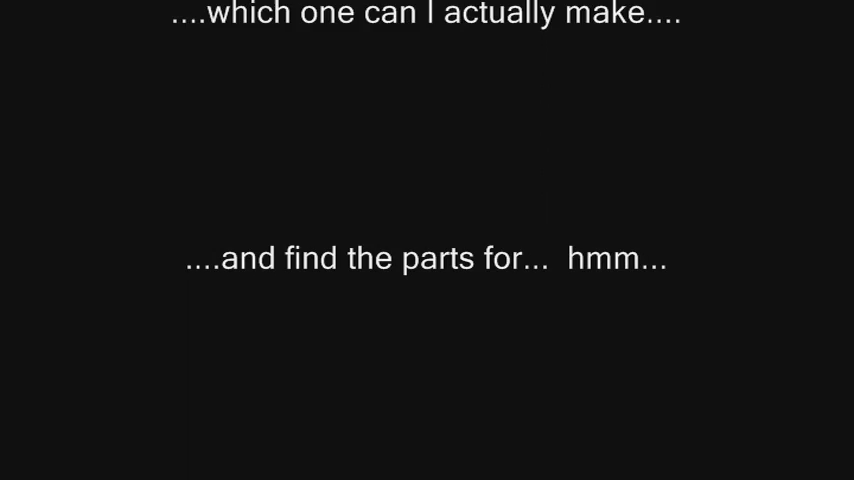 ....which one can I actually make....
....and find the parts for...  hmm...